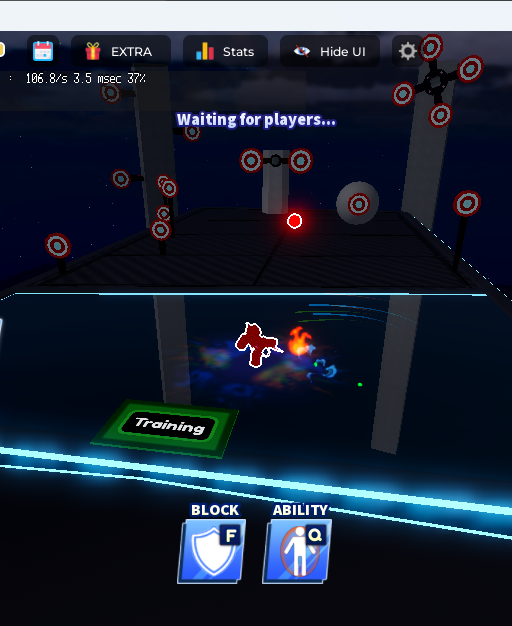 EXTRA
Stats
Hide UI
: 106.8/s 3.5 msec 37%
Waiting for players...
Training
BLOCK
ABILITY
F
Q